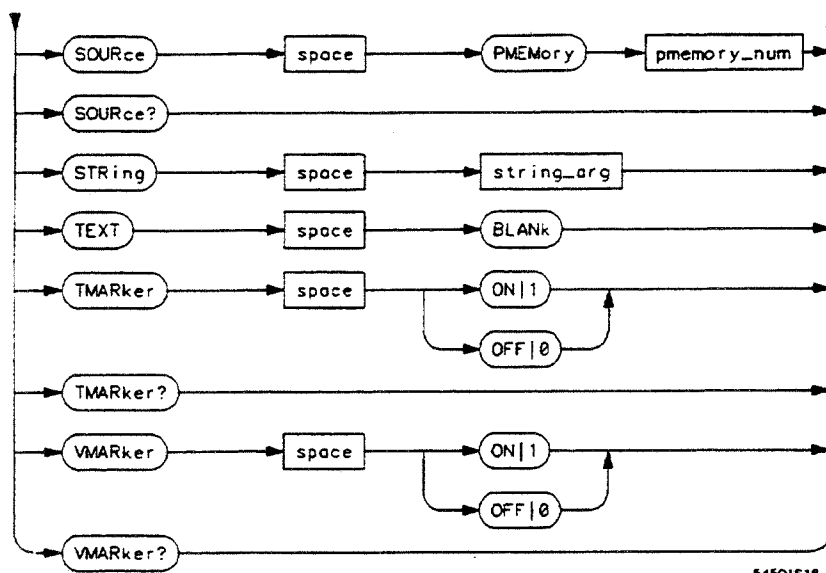 SOURce space PMEMory pmemory_num
SOURce?
STRing space string_arg
TEXT space BLANk
TMARker space ON|1
OFF|0
TMARker?
VMARker space ON|1
OFF|0
VMARker?